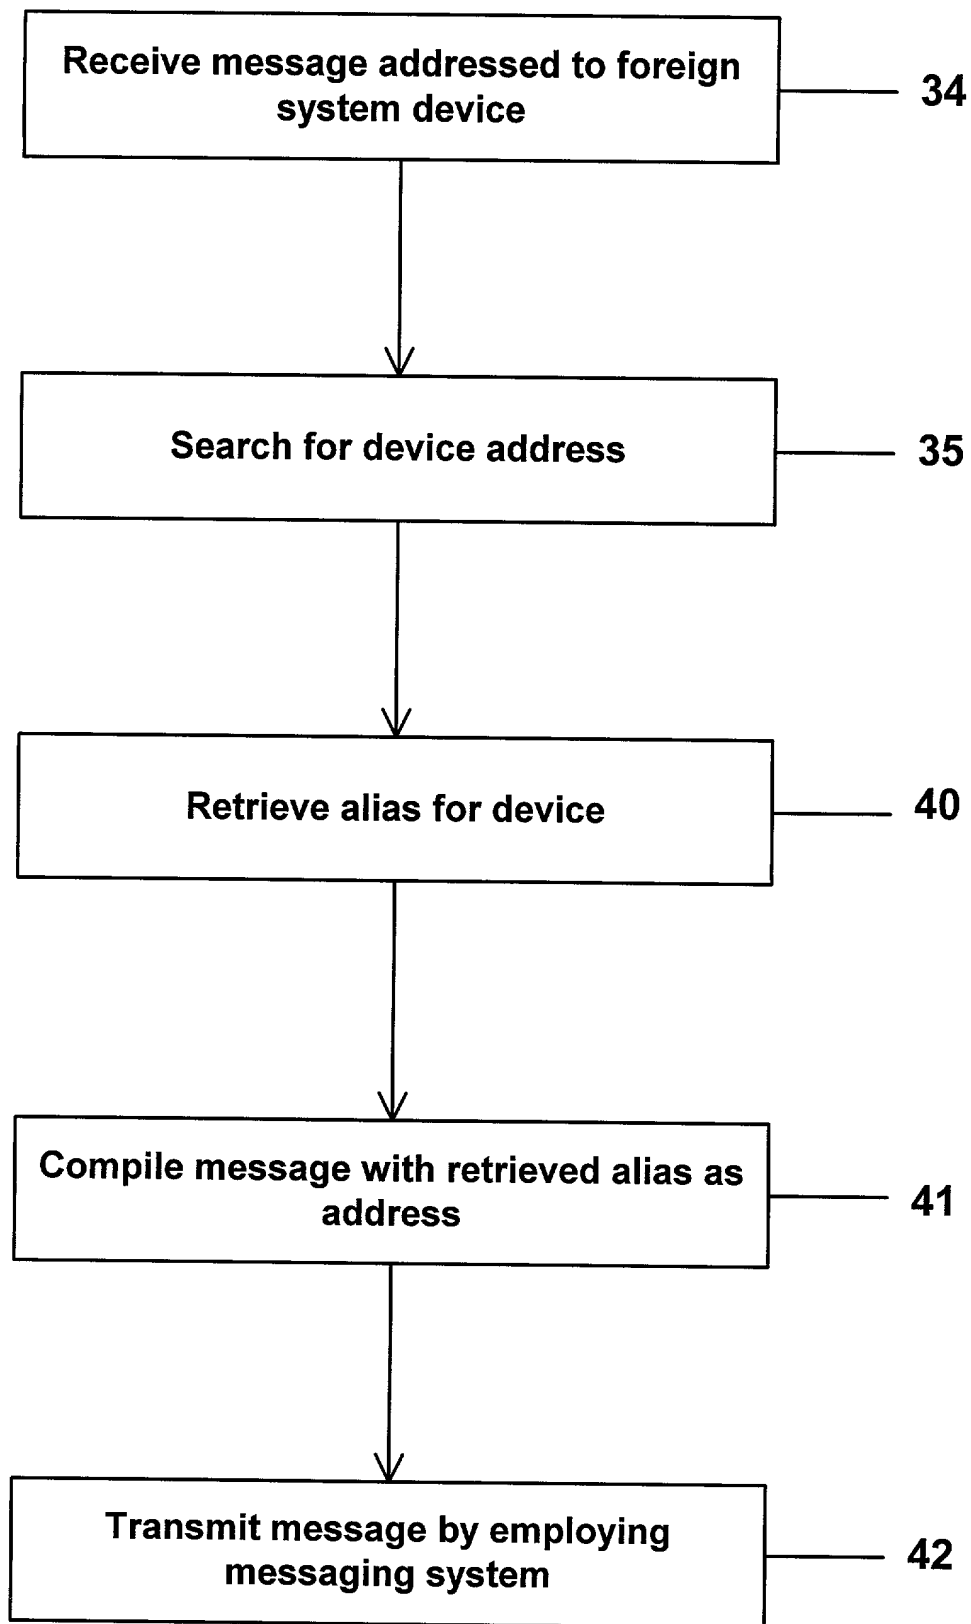 Receive message addressed to foreign
system device
34
Search for device address
35
Retrieve alias for device
40
Compile message with retrieved alias as
address
41
Transmit message by employing
messaging system
42